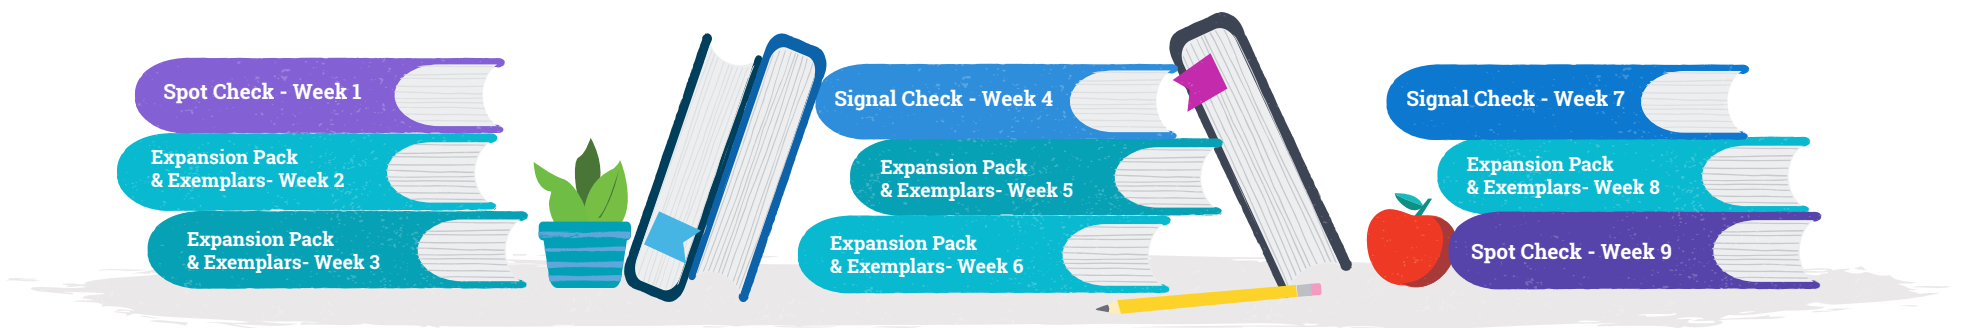 Spot Check - Week 1
Expansion Pack
& Exemplars- Week 2
Expansion Pack
& Exemplars- Week 3
Signal Check - Week 4
Expansion Pack
& Exemplars- Week 5
Expansion Pack
& Exemplars- Week 6
Signal Check - Week 7
Expansion Pack
& Exemplars- Week 8
Spot Check - Week 9